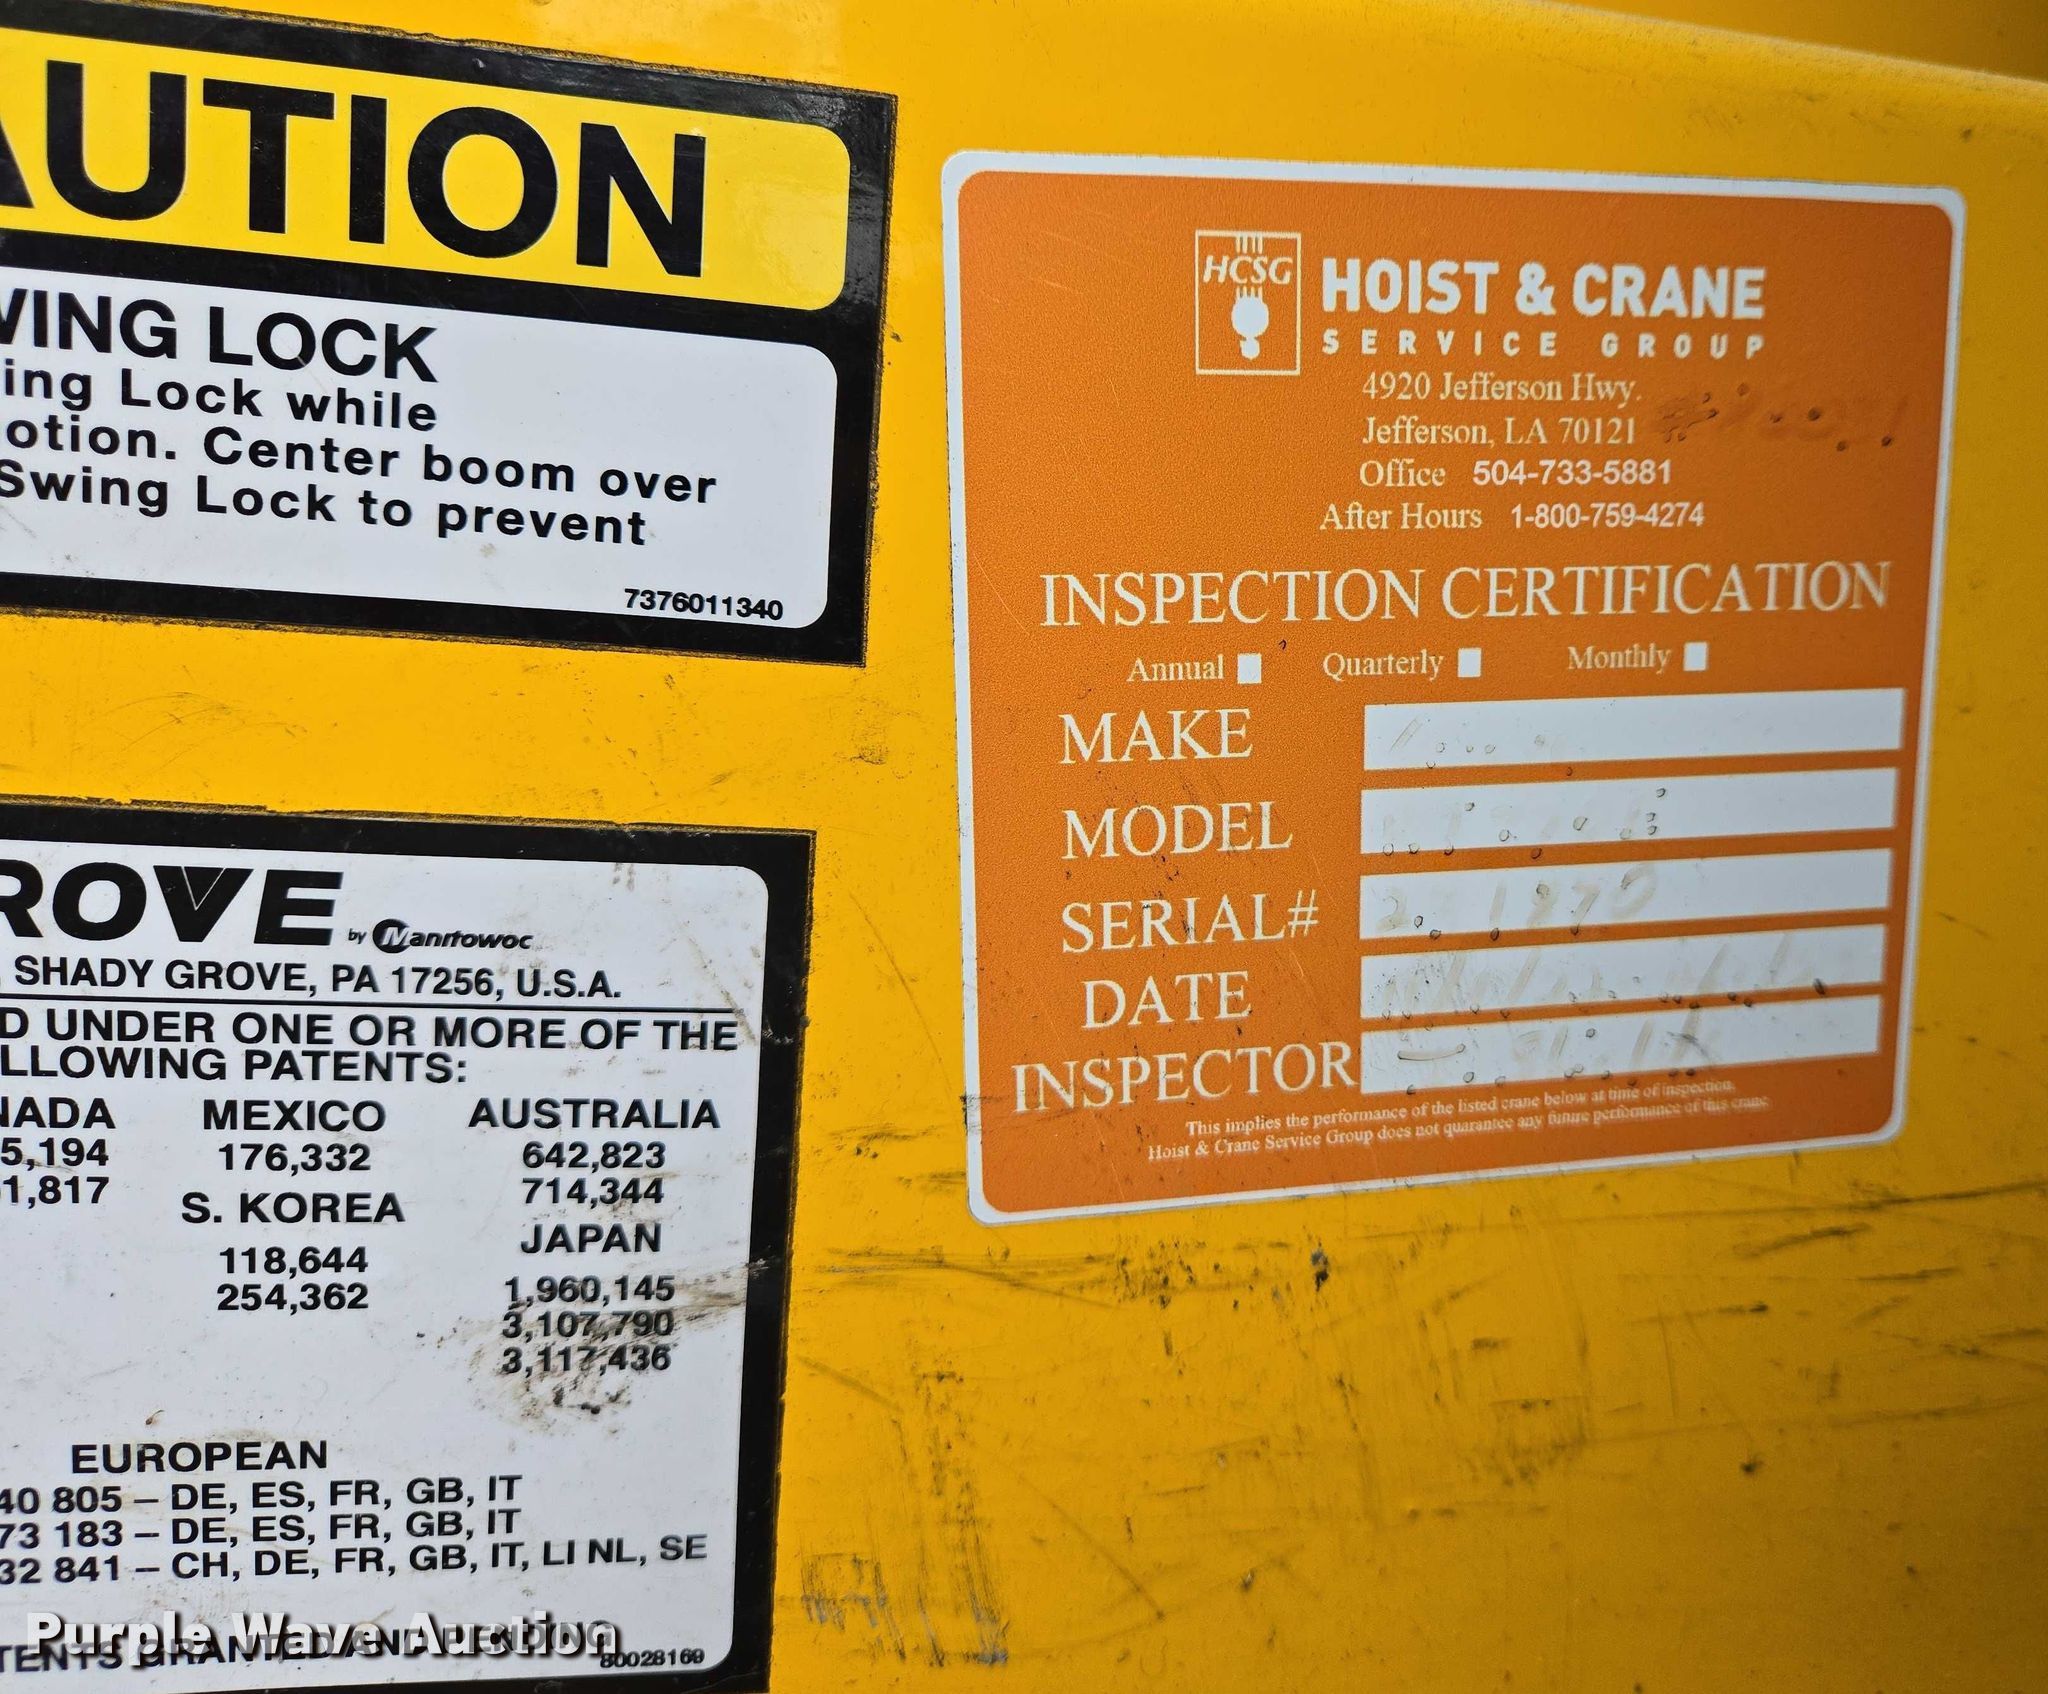 AUTION
WING LOCK
ing Lock while
otion. Center boom over
Swing Lock to prevent
7376011340
ROVE by Manitowoc
, SHADY GROVE, PA 17256, U.S.A.
D UNDER ONE OR MORE OF THE
LLOWING PATENTS:
NADA
5,194
1,817
MEXICO
176,332
S. KOREA
118,644
254,362
AUSTRALIA
642,823
714,344
JAPAN
1,960,145
3,107,790
3,117,436
EUROPEAN
40 805 – DE, ES, FR, GB, IT
73 183 – DE, ES, FR, GB, IT
32 841 – CH, DE, FR, GB, IT, LI NL, SE
TENTS GRANTED AND PENDING
80028169
HCSG
HOIST & CRANE
SERVICE GROUP
4920 Jefferson Hwy.
Jefferson, LA 70121
Office 504-733-5881
After Hours 1-800-759-4274
INSPECTION CERTIFICATION
Annual Quarterly Monthly
MAKE
MODEL
SERIAL#
DATE
INSPECTOR
This implies the performance of the listed crane below at time of inspection.
Hoist & Crane Service Group does not quarantee any future performance of this crane
Purple Wave Auction